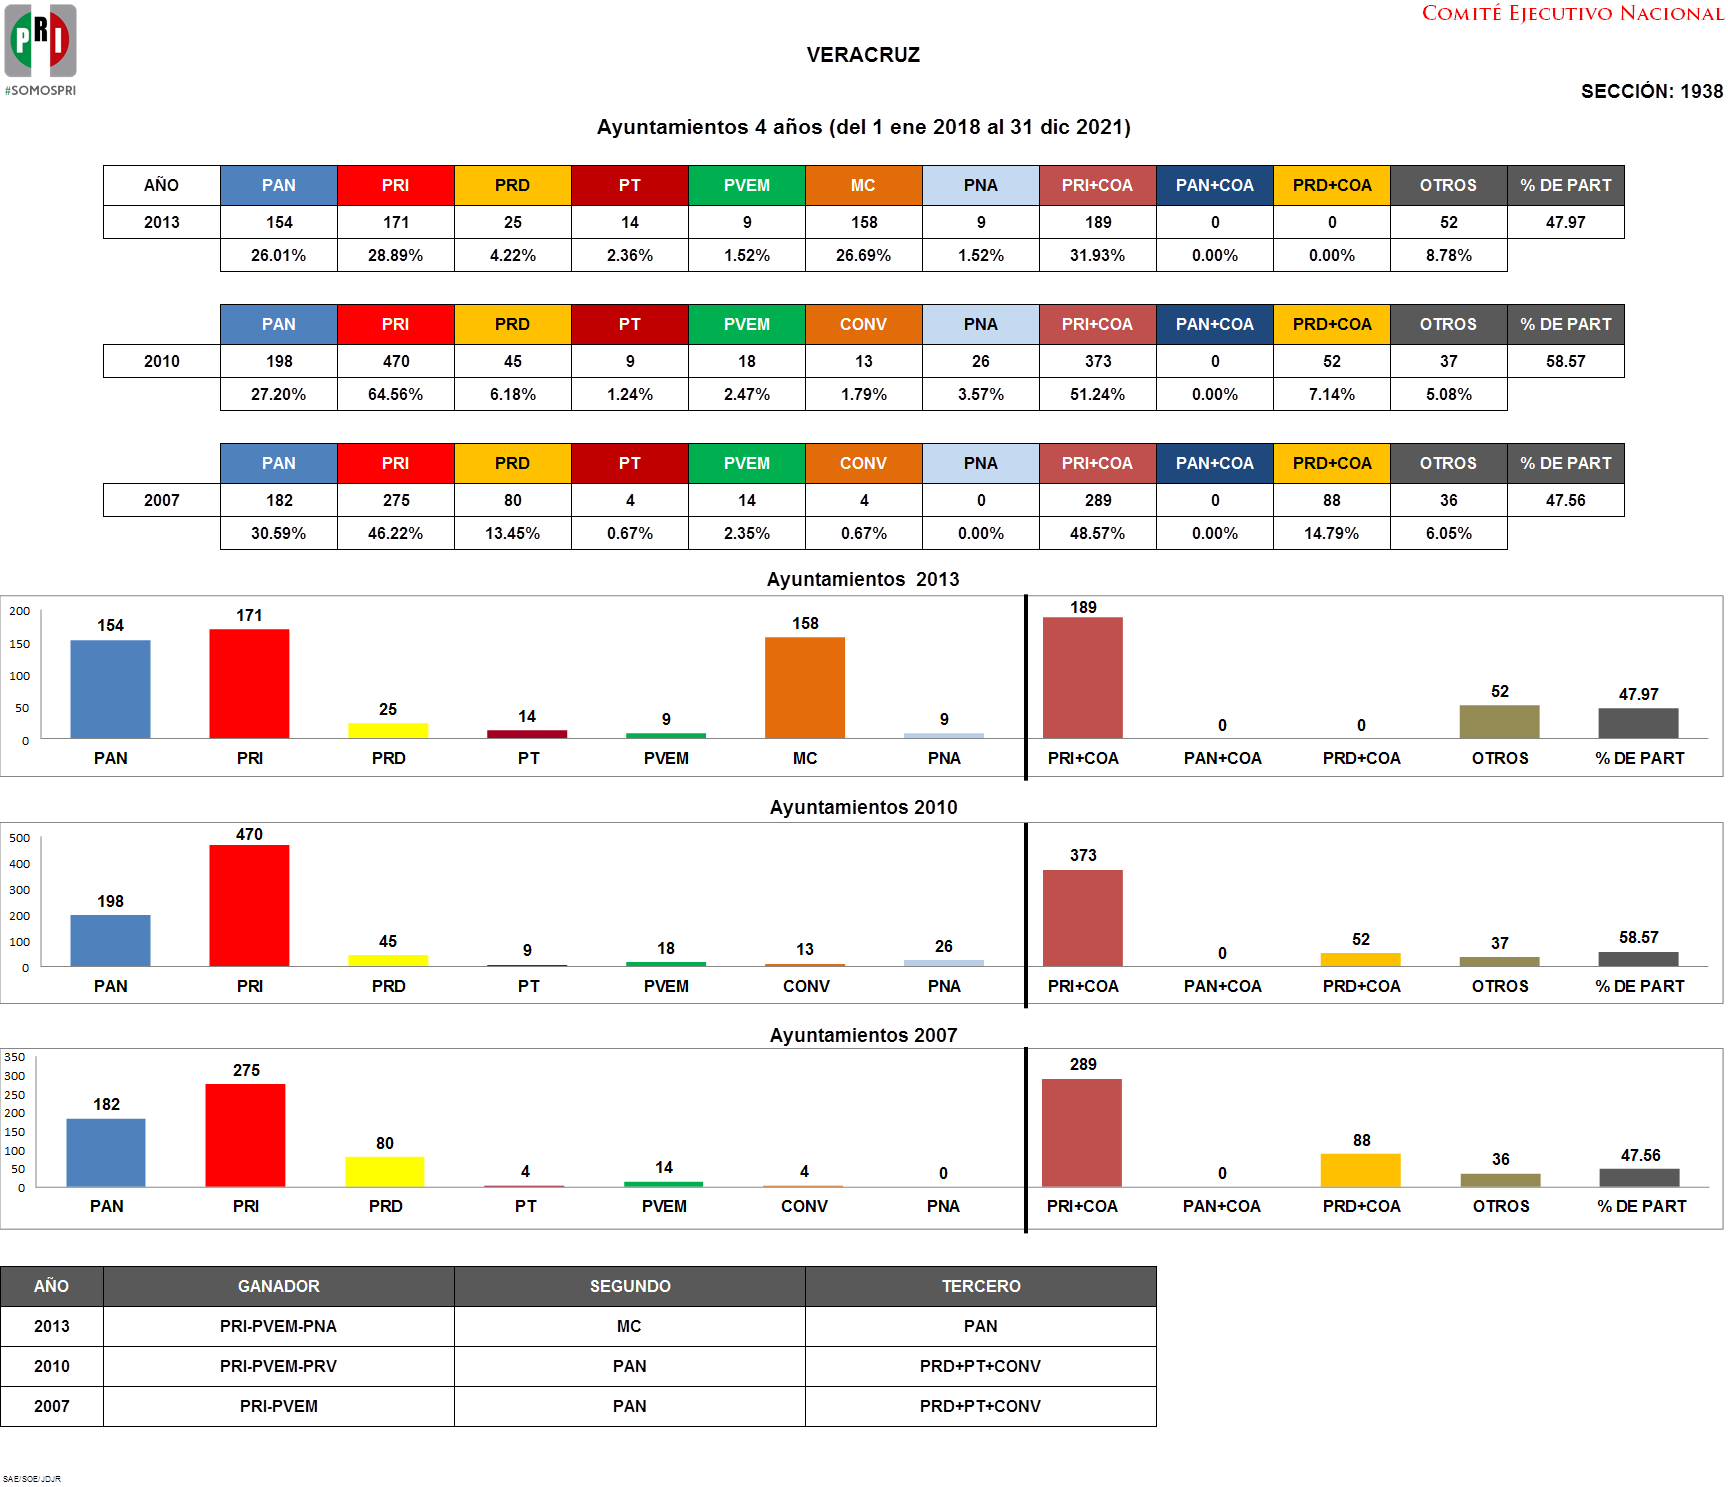 PRI
#SOMOSPRI
COMITÉ EJECUTIVO NACIONAL
VERACRUZ
SECCIÓN: 1938
Ayuntamientos 4 años (del 1 ene 2018 al 31 dic 2021)
AÑO PAN PRI PRD PT PVEM MC PNA PRI+COA PAN+COA PRD+COA OTROS % DE PART
2013 154 171 25 14 9 158 9 189 0 0 52 47.97
26.01% 28.89% 4.22% 2.36% 1.52% 26.69% 1.52% 31.93% 0.00% 0.00% 8.78%
PAN PRI PRD PT PVEM CONV PNA PRI+COA PAN+COA PRD+COA OTROS % DE PART
2010 198 470 45 9 18 13 26 373 0 52 37 58.57
27.20% 64.56% 6.18% 1.24% 2.47% 1.79% 3.57% 51.24% 0.00% 7.14% 5.08%
PAN PRI PRD PT PVEM CONV PNA PRI+COA PAN+COA PRD+COA OTROS % DE PART
2007 182 275 80 4 14 4 0 289 0 88 36 47.56
30.59% 46.22% 13.45% 0.67% 2.35% 0.67% 0.00% 48.57% 0.00% 14.79% 6.05%
Ayuntamientos 2013
200
150
100
50
0
154 171 25 14 9 158 9 189 0 0 52 47.97
PAN PRI PRD PT PVEM MC PNA PRI+COA PAN+COA PRD+COA OTROS % DE PART
Ayuntamientos 2010
500
400
300
200
100
0
198 470 45 9 18 13 26 373 0 52 37 58.57
PAN PRI PRD PT PVEM CONV PNA PRI+COA PAN+COA PRD+COA OTROS % DE PART
Ayuntamientos 2007
350
300
250
200
150
100
50
0
182 275 80 4 14 4 0 289 0 88 36 47.56
PAN PRI PRD PT PVEM CONV PNA PRI+COA PAN+COA PRD+COA OTROS % DE PART
AÑO GANADOR SEGUNDO TERCERO
2013 PRI-PVEM-PNA MC PAN
2010 PRI-PVEM-PRV PAN PRD+PT+CONV
2007 PRI-PVEM PAN PRD+PT+CONV
SAE/SOE/JDJR